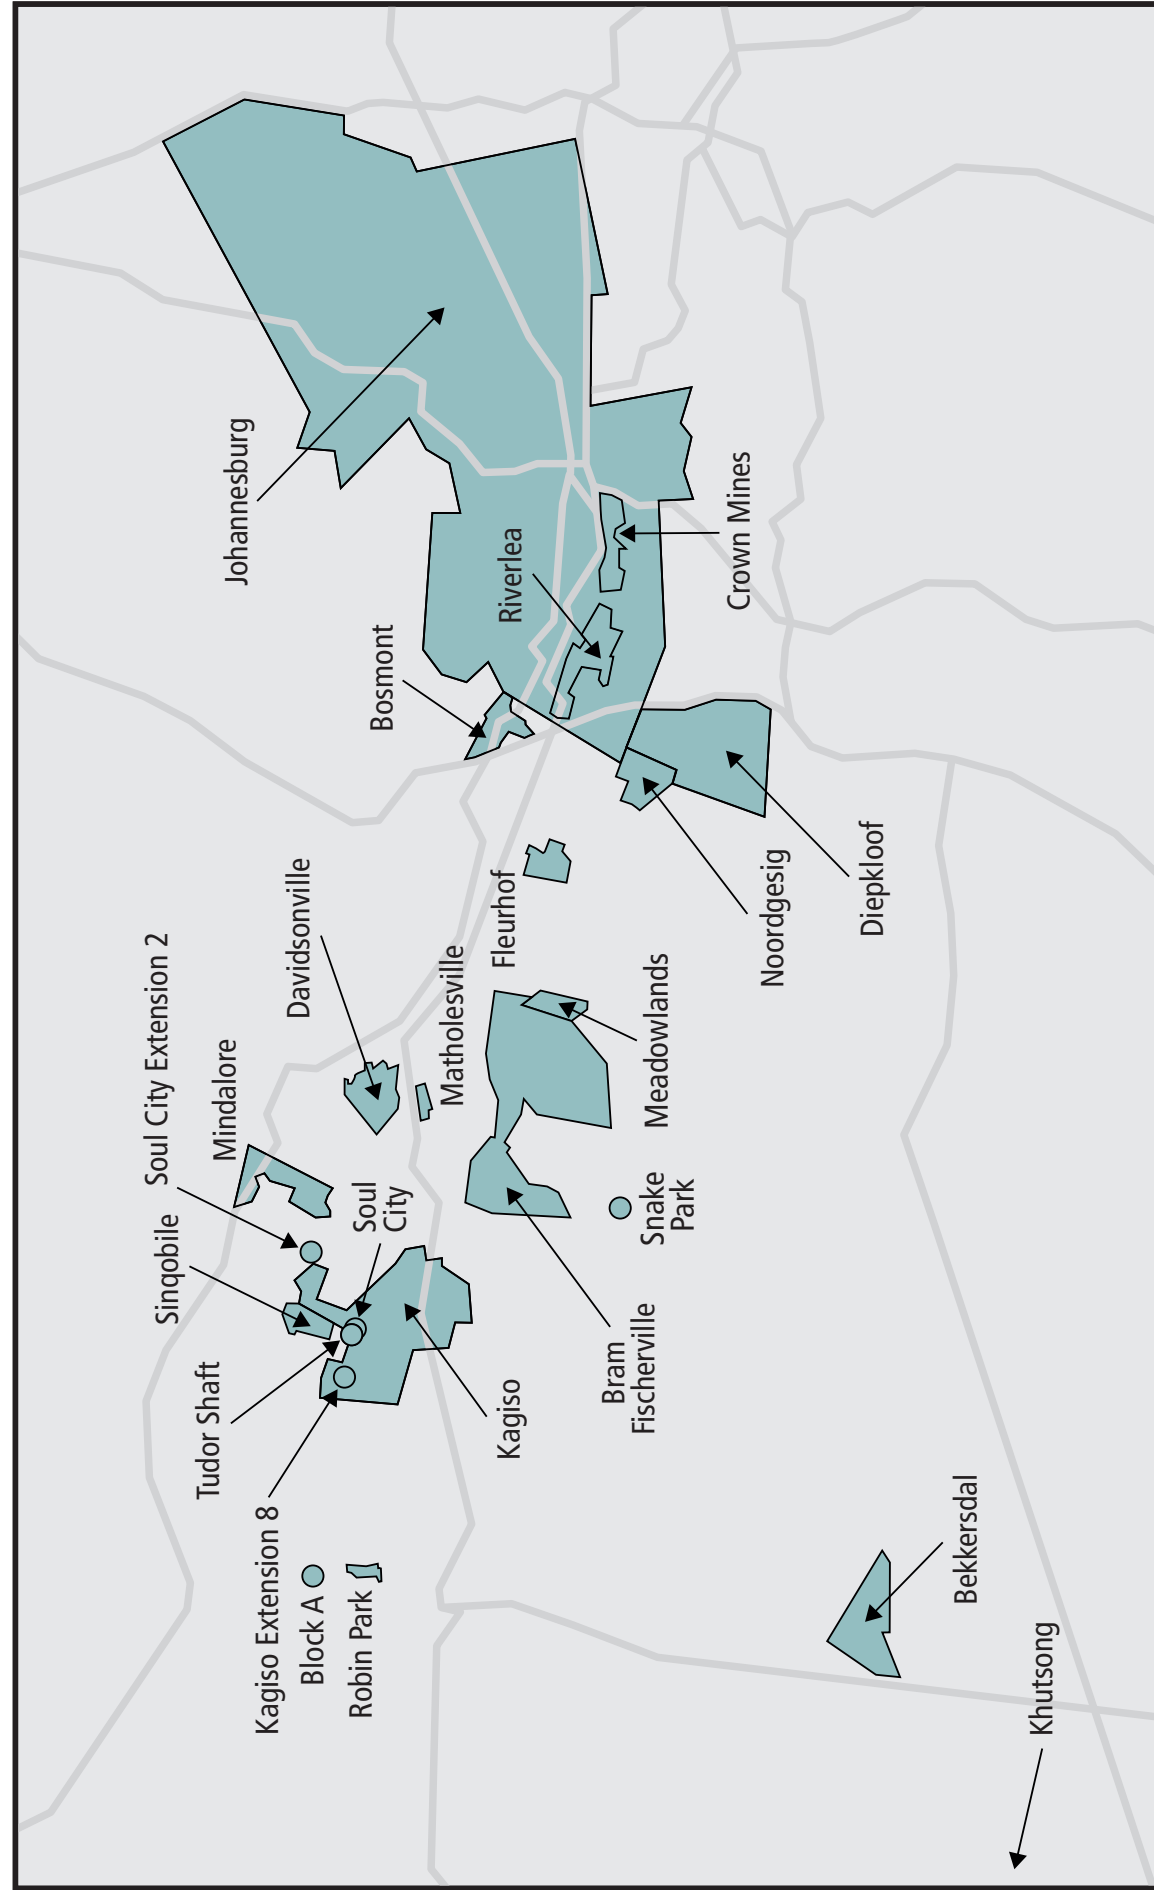 Johannesburg
Soul City Extension 2
Mindalore
Davidsonville
Bosmont
Riverlea
Crown Mines
Sinqobile
Soul
City
Matholesville
Fleurhof
Tudor Shaft
Kagiso Extension 8
Block A
Robin Park
Kagiso
Bram
Fischerville
Snake
Park
Meadowlands
Noordgesig
Diepkloof
Bekkersdal
Khutsong